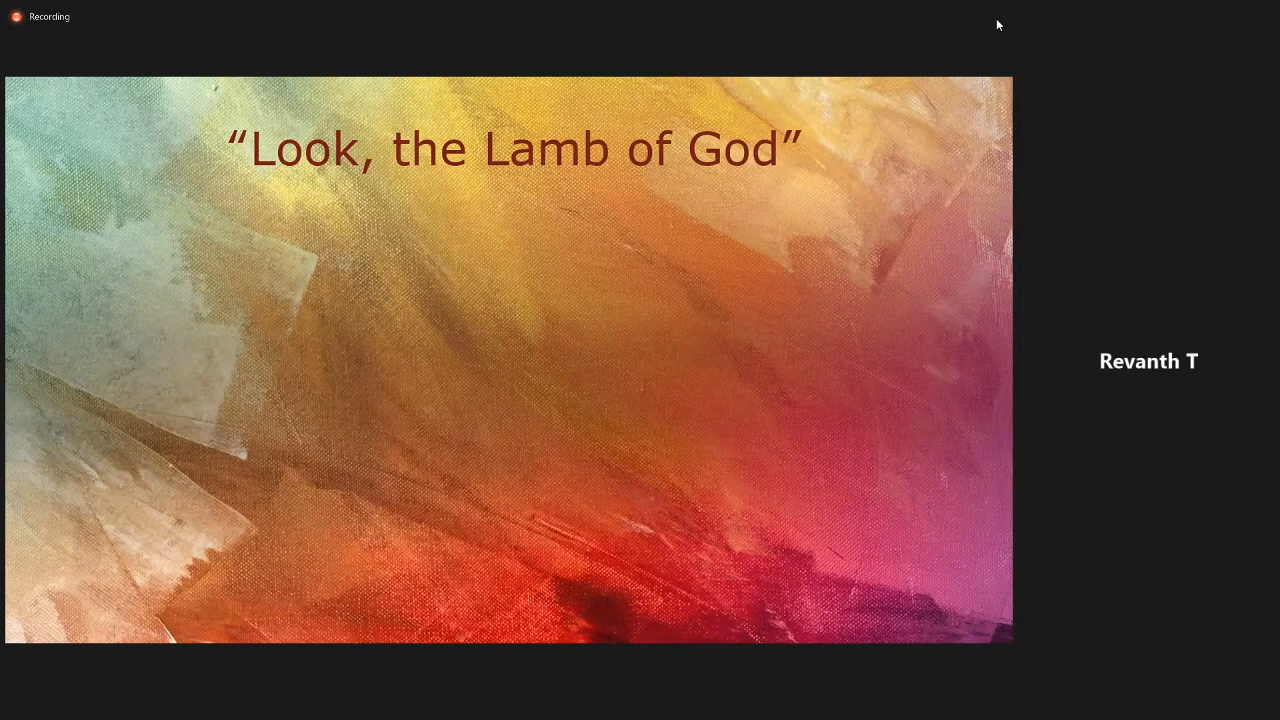 Recording
“Look, the Lamb of God”
Revanth T